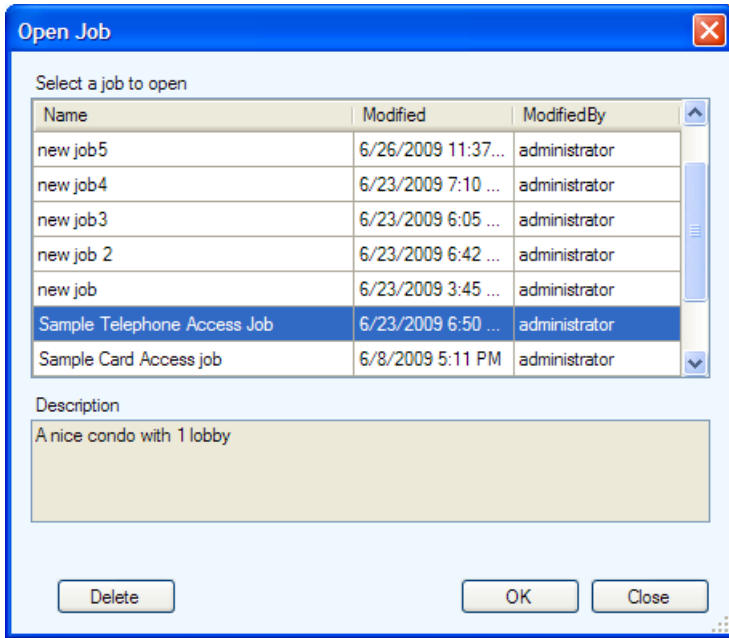 Open Job
Select a job to open
Name Modified ModifiedBy
new job5 6/26/2009 11:37... administrator
new job4 6/23/2009 7:10 ... administrator
new job3 6/23/2009 6:05 ... administrator
new job 2 6/23/2009 6:42 ... administrator
new job 6/23/2009 3:45 ... administrator
Sample Telephone Access Job 6/23/2009 6:50 ... administrator
Sample Card Access job 6/8/2009 5:11 PM administrator
Description
A nice condo with 1 lobby
Delete OK Close